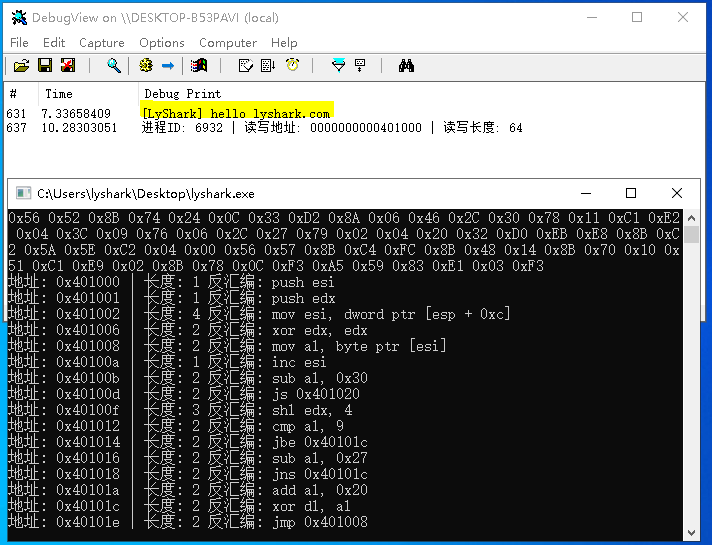 DebugView on \\DESKTOP-B53PAVI (local)
File Edit Capture Options Computer Help
# Time Debug Print
631 7.33658409 [LyShark] hello lyshark.com
637 10.28303051 进程ID: 6932 | 读写地址: 0000000000401000 | 读写长度: 64
C:\Users\lyshark\Desktop\lyshark.exe
0x56 0x52 0x8B 0x74 0x24 0x0C 0x33 0xD2 0x8A 0x06 0x46 0x2C 0x30 0x78 0x11 0xC1 0xE2
0x04 0x3C 0x09 0x76 0x06 0x2C 0x27 0x79 0x02 0x04 0x20 0x32 0xD0 0xEB 0xE8 0x8B 0xC
2 0x5A 0x5E 0xC2 0x04 0x00 0x56 0x57 0x8B 0xC4 0xFC 0x8B 0x48 0x14 0x8B 0x70 0x10 0x
51 0xC1 0xE9 0x02 0x8B 0x78 0x0C 0xF3 0xA5 0x59 0x83 0xE1 0x03 0xF3
地址: 0x401000 | 长度: 1 反汇编: push esi
地址: 0x401001 | 长度: 1 反汇编: push edx
地址: 0x401002 | 长度: 4 反汇编: mov esi, dword ptr [esp + 0xc]
地址: 0x401006 | 长度: 2 反汇编: xor edx, edx
地址: 0x401008 | 长度: 2 反汇编: mov al, byte ptr [esi]
地址: 0x40100a | 长度: 1 反汇编: inc esi
地址: 0x40100b | 长度: 2 反汇编: sub al, 0x30
地址: 0x40100d | 长度: 2 反汇编: js 0x401020
地址: 0x40100f | 长度: 3 反汇编: shl edx, 4
地址: 0x401012 | 长度: 2 反汇编: cmp al, 9
地址: 0x401014 | 长度: 2 反汇编: jbe 0x40101c
地址: 0x401016 | 长度: 2 反汇编: sub al, 0x27
地址: 0x401018 | 长度: 2 反汇编: jns 0x40101c
地址: 0x40101a | 长度: 2 反汇编: add al, 0x20
地址: 0x40101c | 长度: 2 反汇编: xor dl, al
地址: 0x40101e | 长度: 2 反汇编: jmp 0x401008